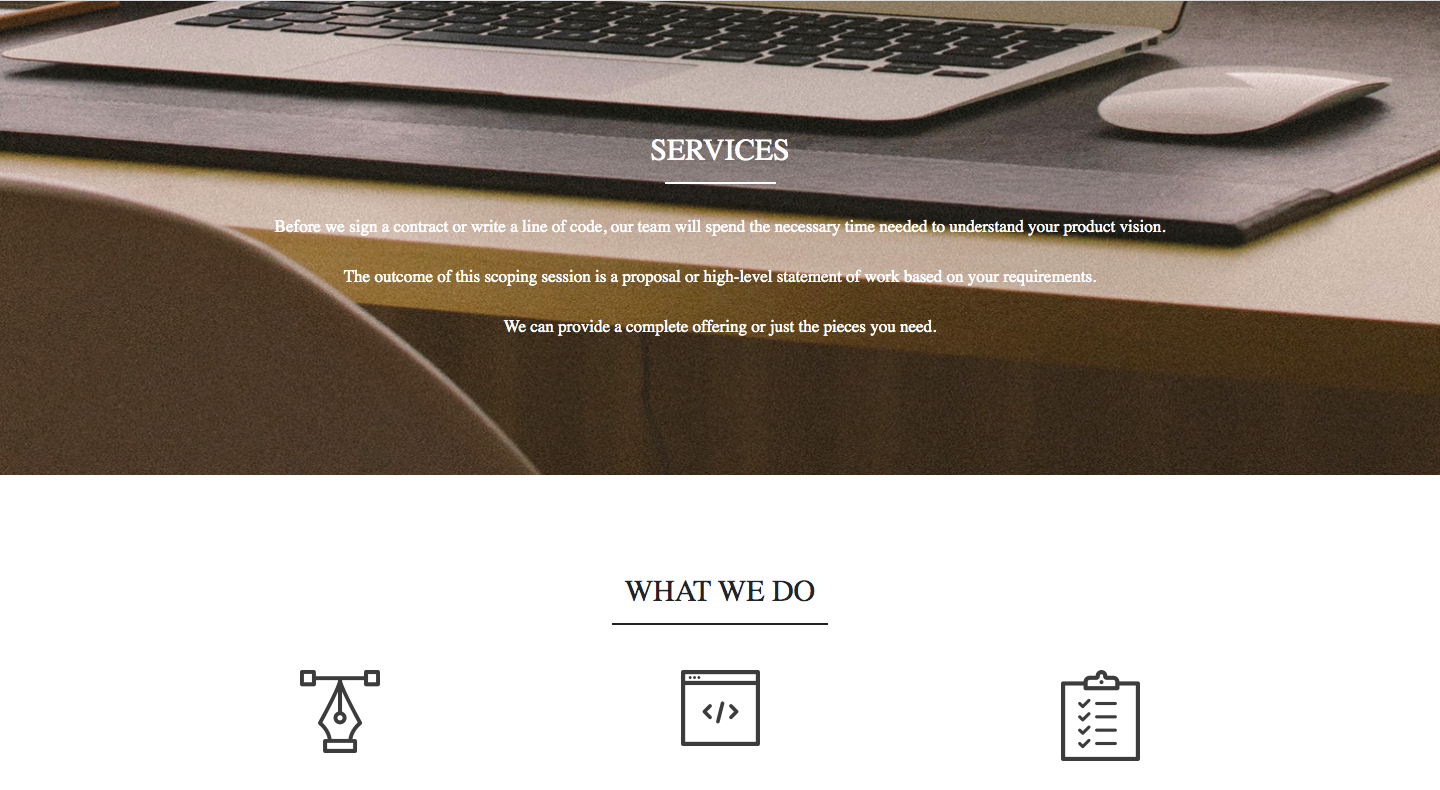 SERVICES
Before we sign a contract or write a line of code, our team will spend the necessary time needed to understand your product vision.
The outcome of this scoping session is a proposal or high-level statement of work based on your requirements.
We can provide a complete offering or just the pieces you need.
WHAT WE DO